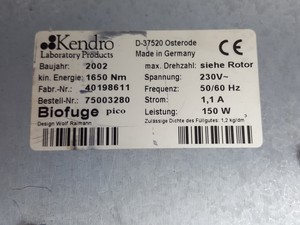 Kendro
Laboratory Products
D-37520 Osterode
Made in Germany
CE
Baujahr: 2002
max. Drehzahl: siehe Rotor
kin. Energie: 1650 Nm
Spannung: 230V~
Fabr.-Nr.: 40198611
Frequenz: 50/60 Hz
Bestell-Nr.: 75003280
Strom: 1,1 A
Biofuge pico
Leistung: 150 W
Design Wolf Raimann
Zulässige Dichte des Füllgutes: 1,2 kg/dm